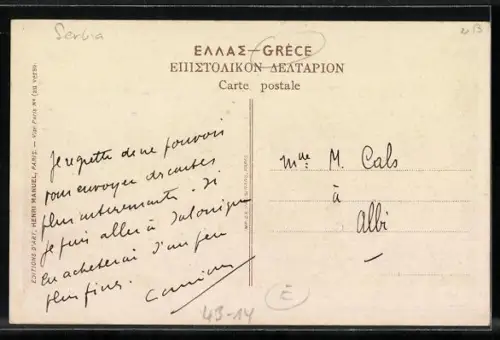 Serbia
ΕΛΛΑΣ—GRÈCE
ΕΠΙΣΤΟΛΙΚΟΝ ΔΕΛΤΑΡΙΟΝ
Carte postale
EDITIONS D'ART, HENRI MANUEL, PARIS. —
Je regrette de ne pouvoir
vous envoyer des cartes
plus intéressantes. Si
je puis aller à Salonique
en achèterai d'un peu
plus fines.
M. Cals
à
Albi
43-14